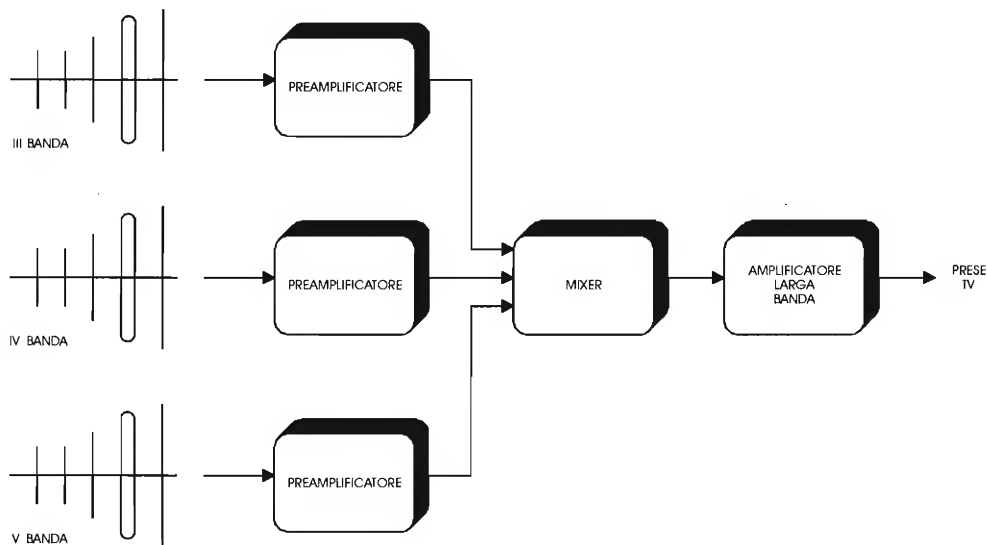 PREAMPLIFICATORE
III BANDA
PREAMPLIFICATORE
MIXER
AMPLIFICATORE
LARGA
BANDA
PRESE
TV
IV BANDA
PREAMPLIFICATORE
V BANDA